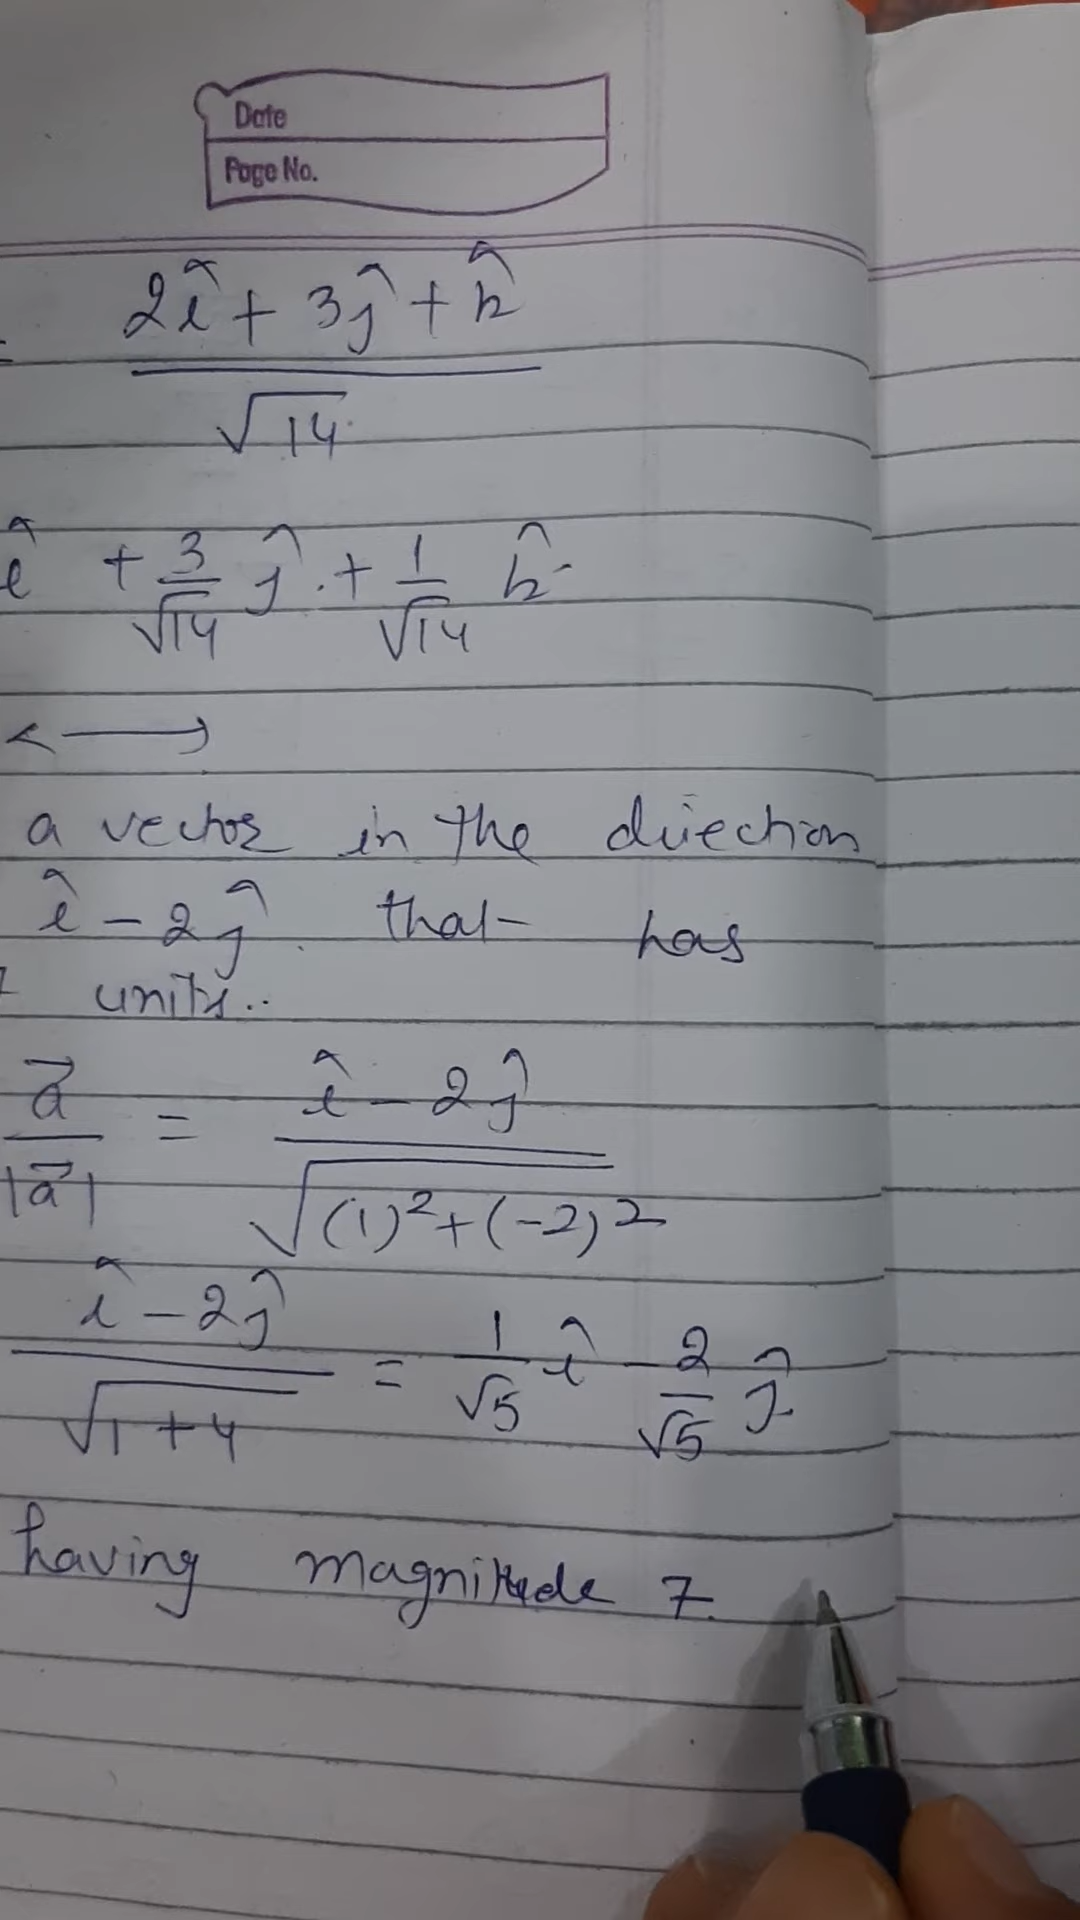 Date
Page No.
= 2î + 3ĵ + k̂
√14
î + 3/√14 ĵ + 1/√14 k̂
a vector in the direction
î - 2ĵ that has
units..
a⃗ / |a⃗| = î - 2ĵ / √(1)² + (-2)²
î - 2ĵ / √1+4 = 1/√5 î - 2/√5 ĵ
having magnitude 7.